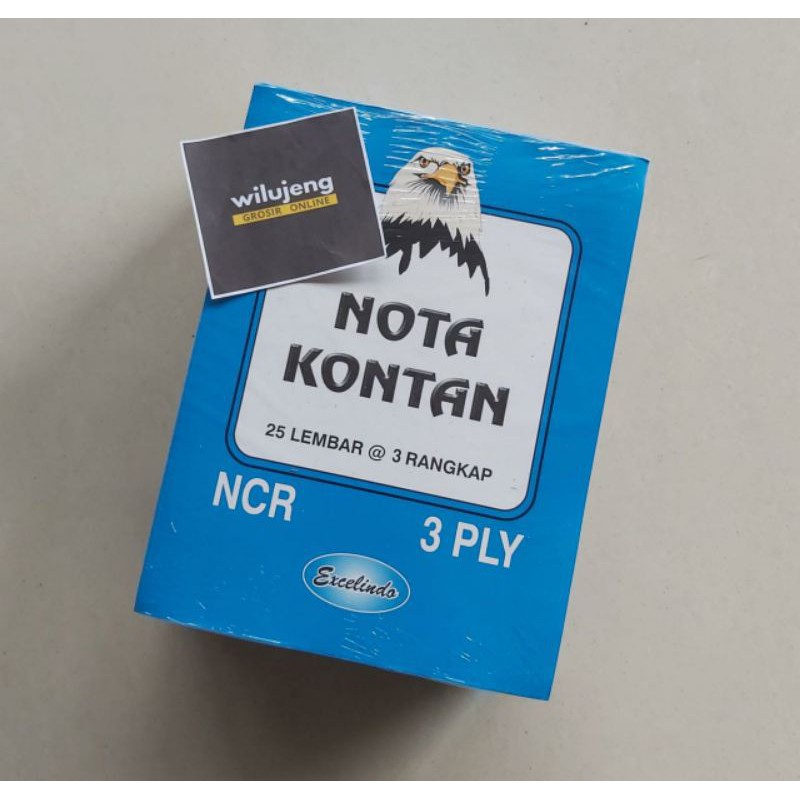 wilujeng
GROSIR ONLINE
NOTA
KONTAN
25 LEMBAR @ 3 RANGKAP
NCR
3 PLY
Excelindo